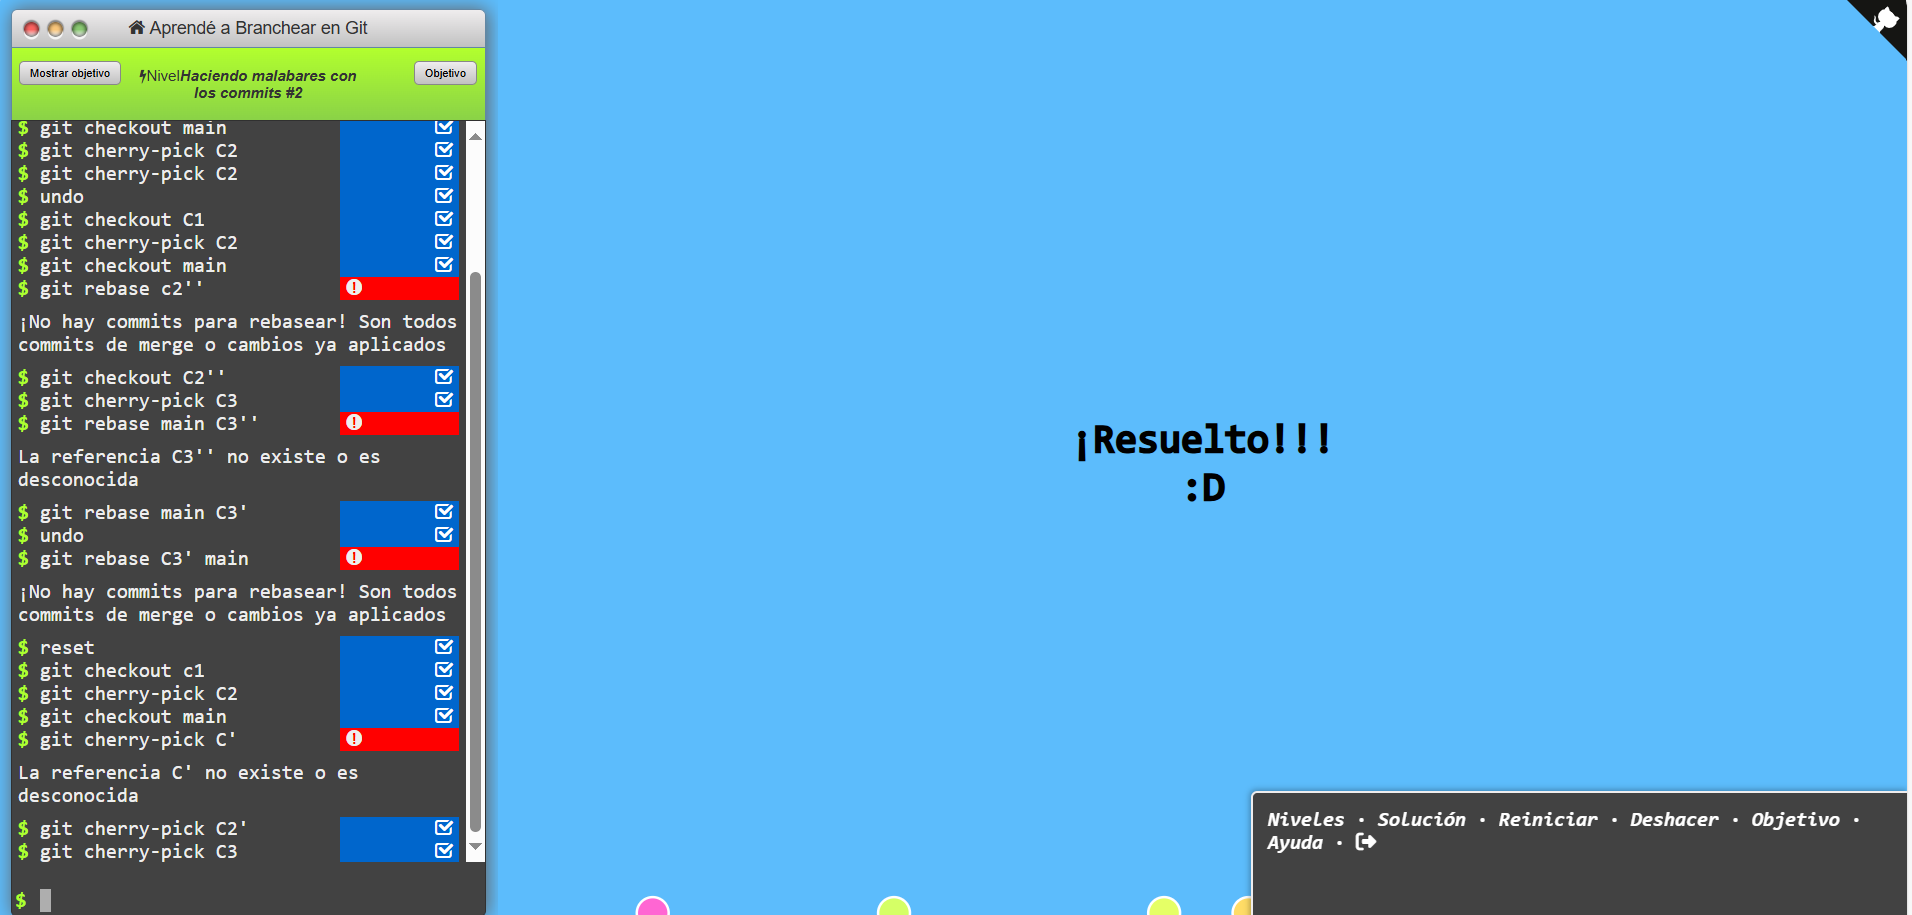 Aprendé a Branchear en Git
Mostrar objetivo
Nivel Haciendo malabares con
los commits #2
Objetivo
$ git checkout main
$ git cherry-pick C2
$ git cherry-pick C2
$ undo
$ git checkout C1
$ git cherry-pick C2
$ git checkout main
$ git rebase c2''
¡No hay commits para rebasear! Son todos
commits de merge o cambios ya aplicados
$ git checkout C2''
$ git cherry-pick C3
$ git rebase main C3''
La referencia C3'' no existe o es
desconocida
$ git rebase main C3'
$ undo
$ git rebase C3' main
¡No hay commits para rebasear! Son todos
commits de merge o cambios ya aplicados
$ reset
$ git checkout c1
$ git cherry-pick C2
$ git checkout main
$ git cherry-pick C'
La referencia C' no existe o es
desconocida
$ git cherry-pick C2'
$ git cherry-pick C3
$
¡Resuelto!!!
:D
Niveles · Solución · Reiniciar · Deshacer · Objetivo ·
Ayuda ·